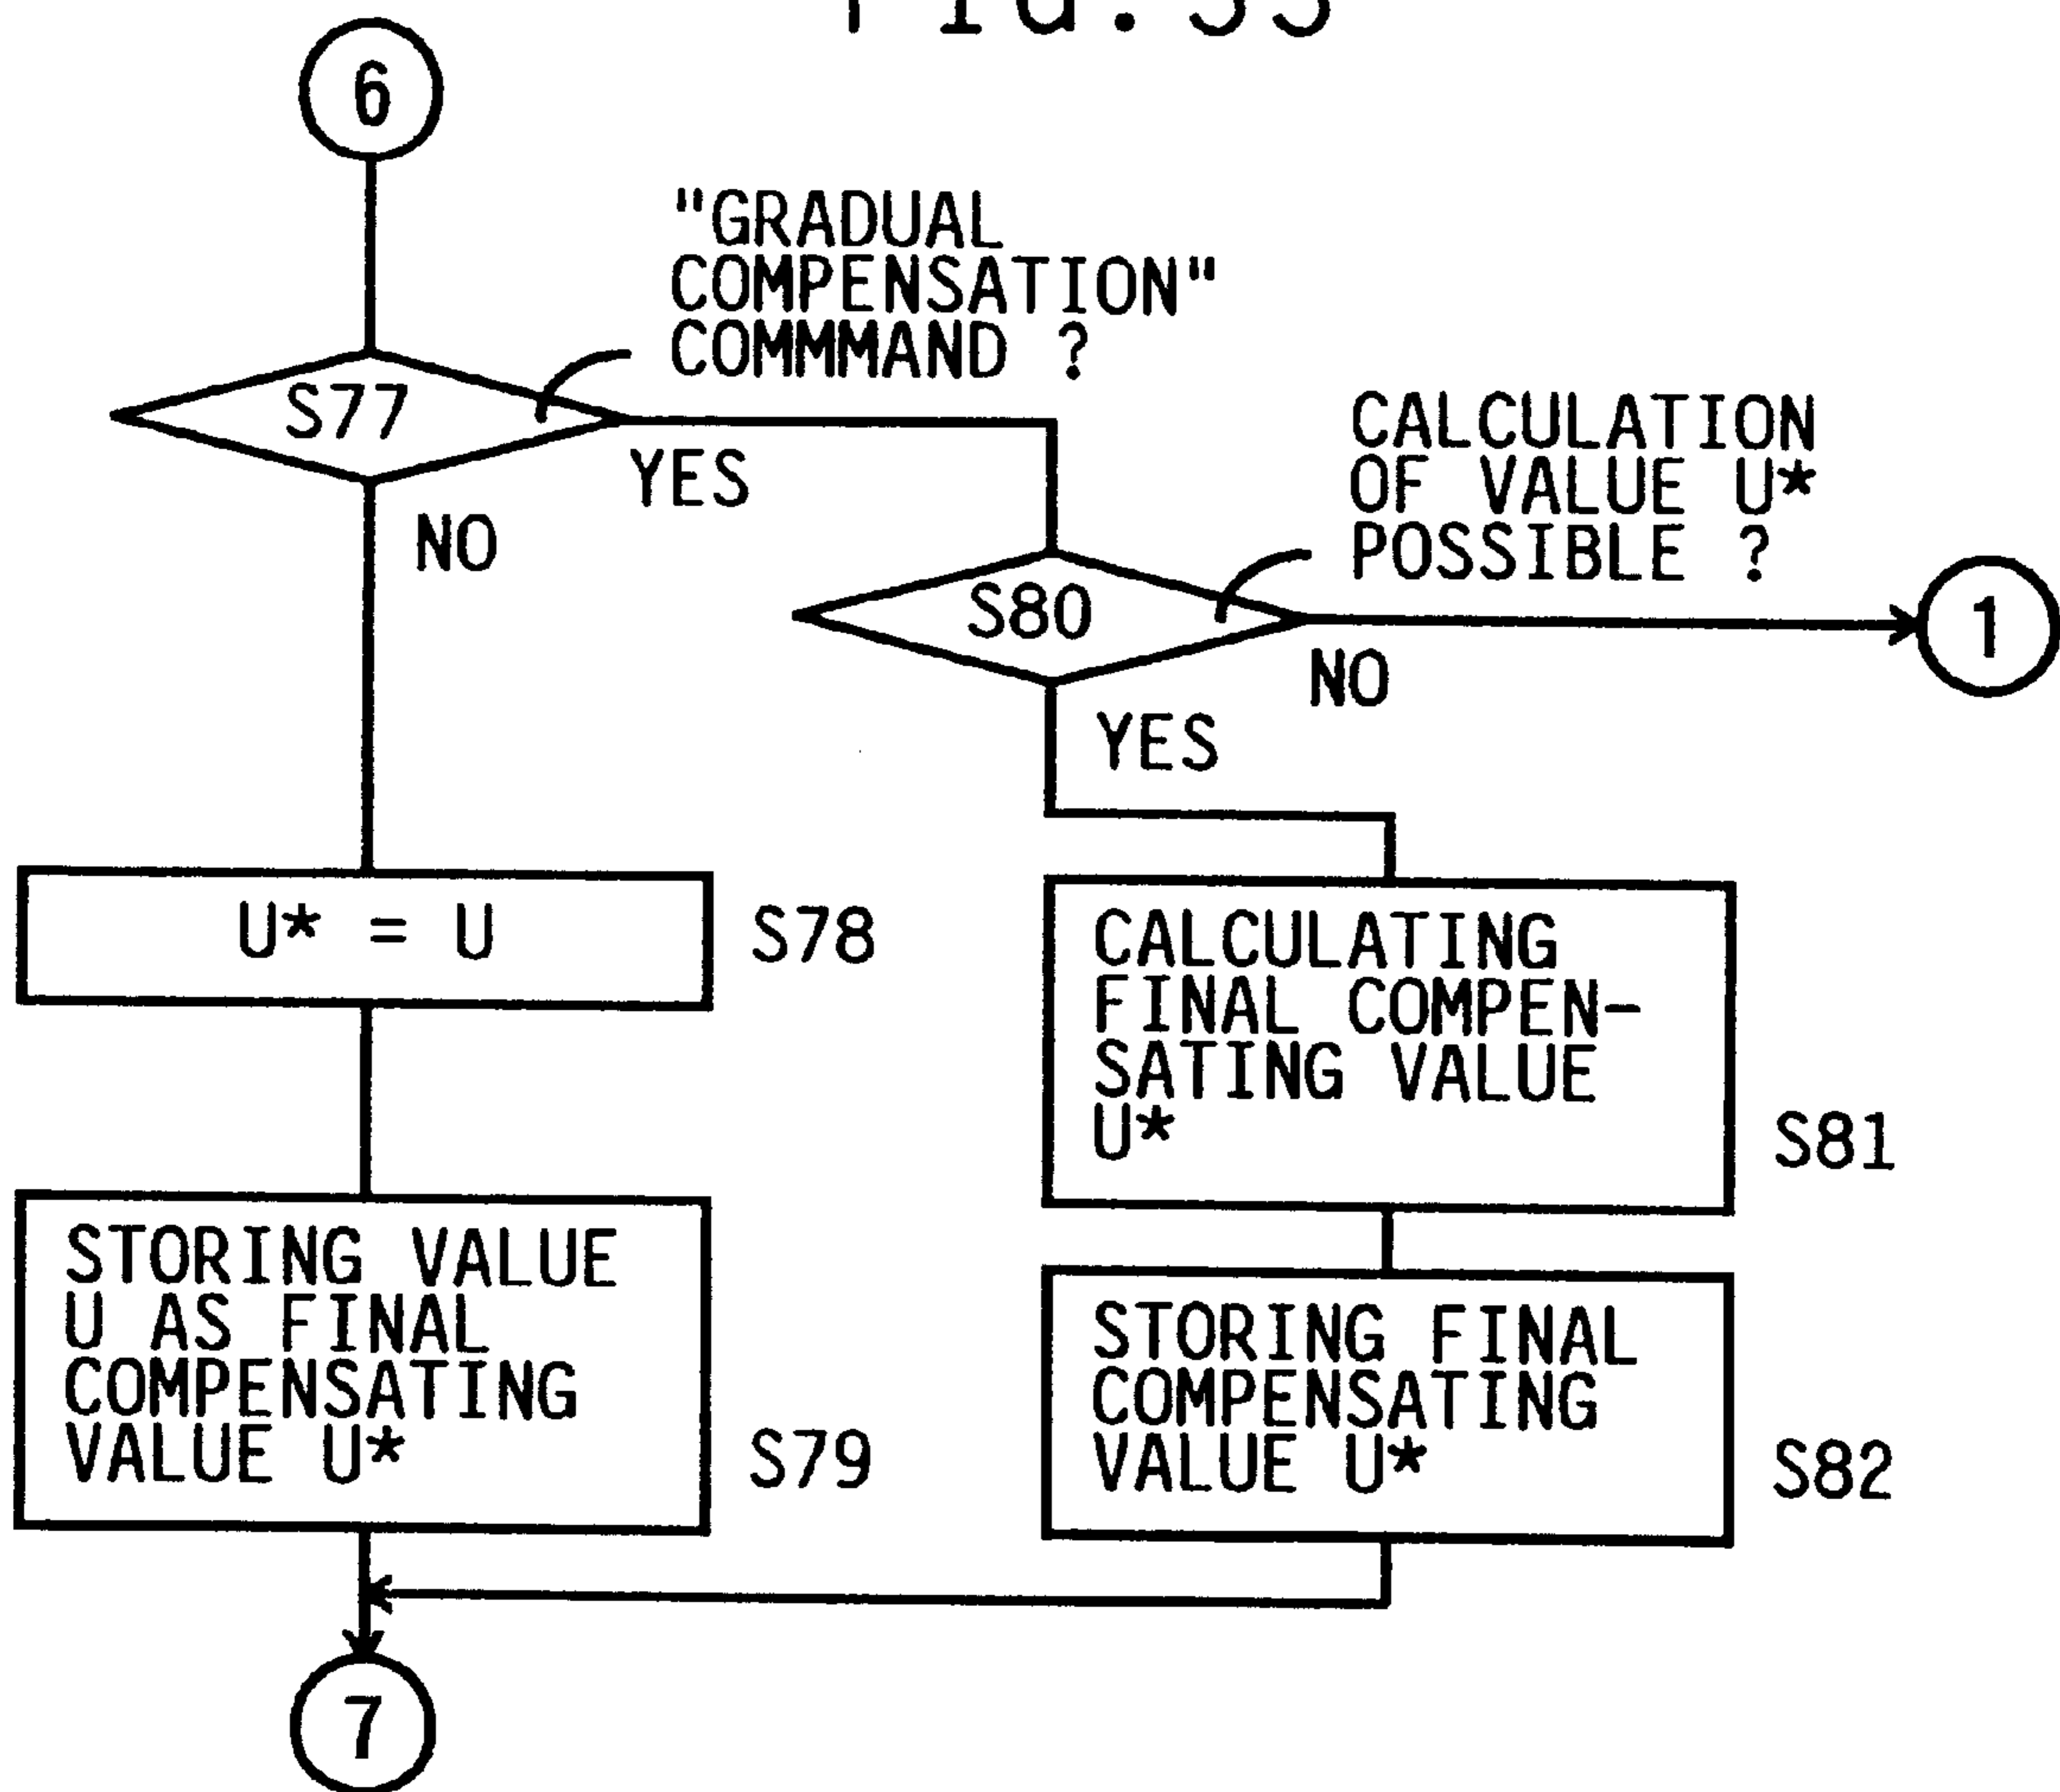 FIG.
6
"GRADUAL
COMPENSATION"
COMMMAND ?
S77
YES
NO
CALCULATION
OF VALUE U*
POSSIBLE ?
S80
NO
1
YES
U* = U
S78
CALCULATING
FINAL COMPEN-
SATING VALUE
U*
S81
STORING VALUE
U AS FINAL
COMPENSATING
VALUE U*
S79
STORING FINAL
COMPENSATING
VALUE U*
S82
7